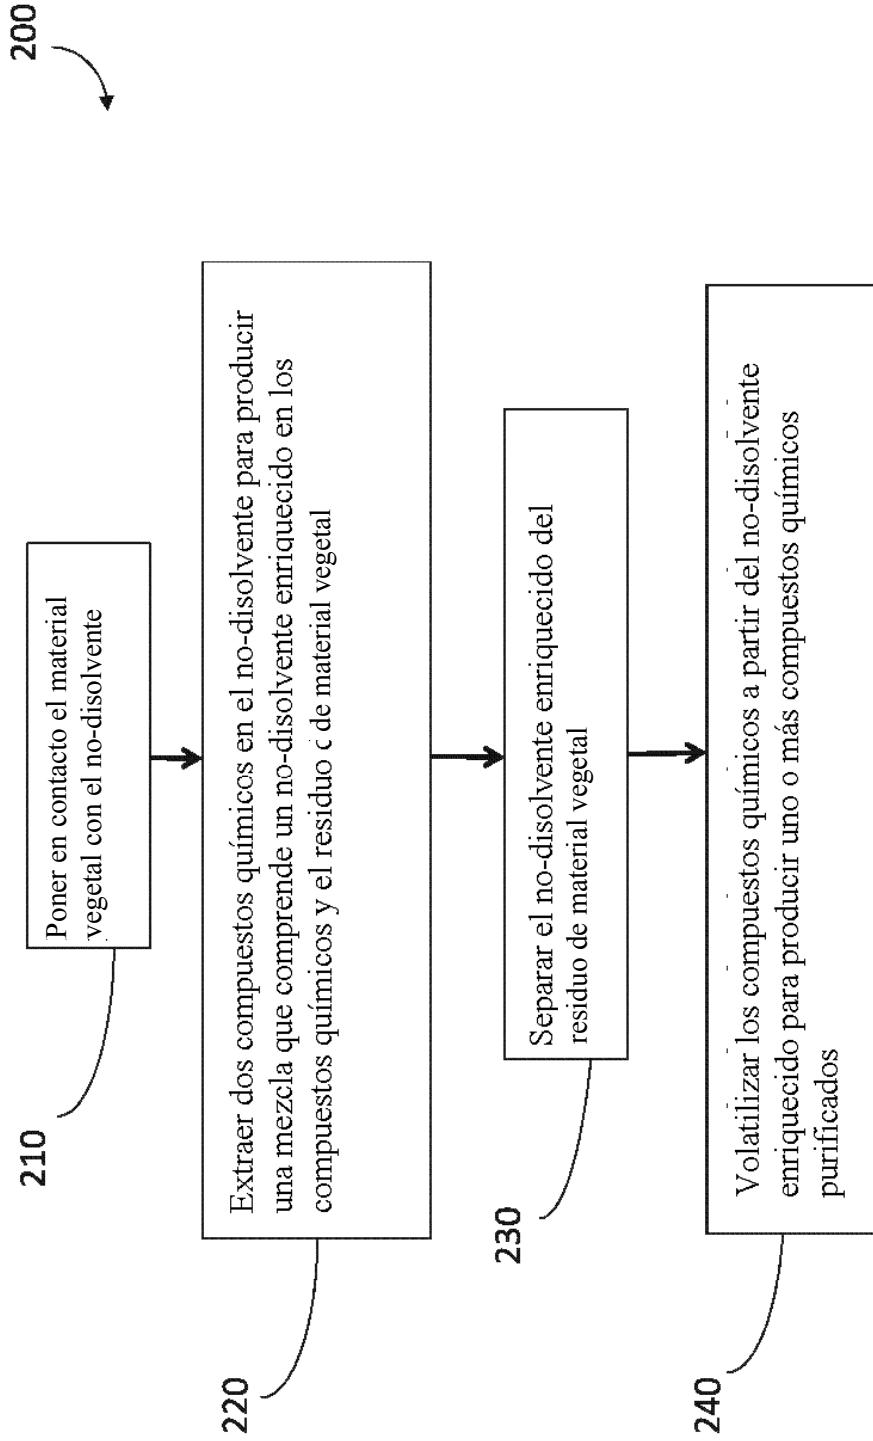 200
210
Poner en contacto el material
vegetal con el no-disolvente
220
Extraer dos compuestos químicos en el no-disolvente para producir
una mezcla que comprende un no-disolvente enriquecido en los
compuestos químicos y el residuo c de material vegetal
230
Separar el no-disolvente enriquecido del
residuo de material vegetal
240
Volatilizar los compuestos químicos a partir del no-disolvente
enriquecido para producir uno o más compuestos químicos
purificados